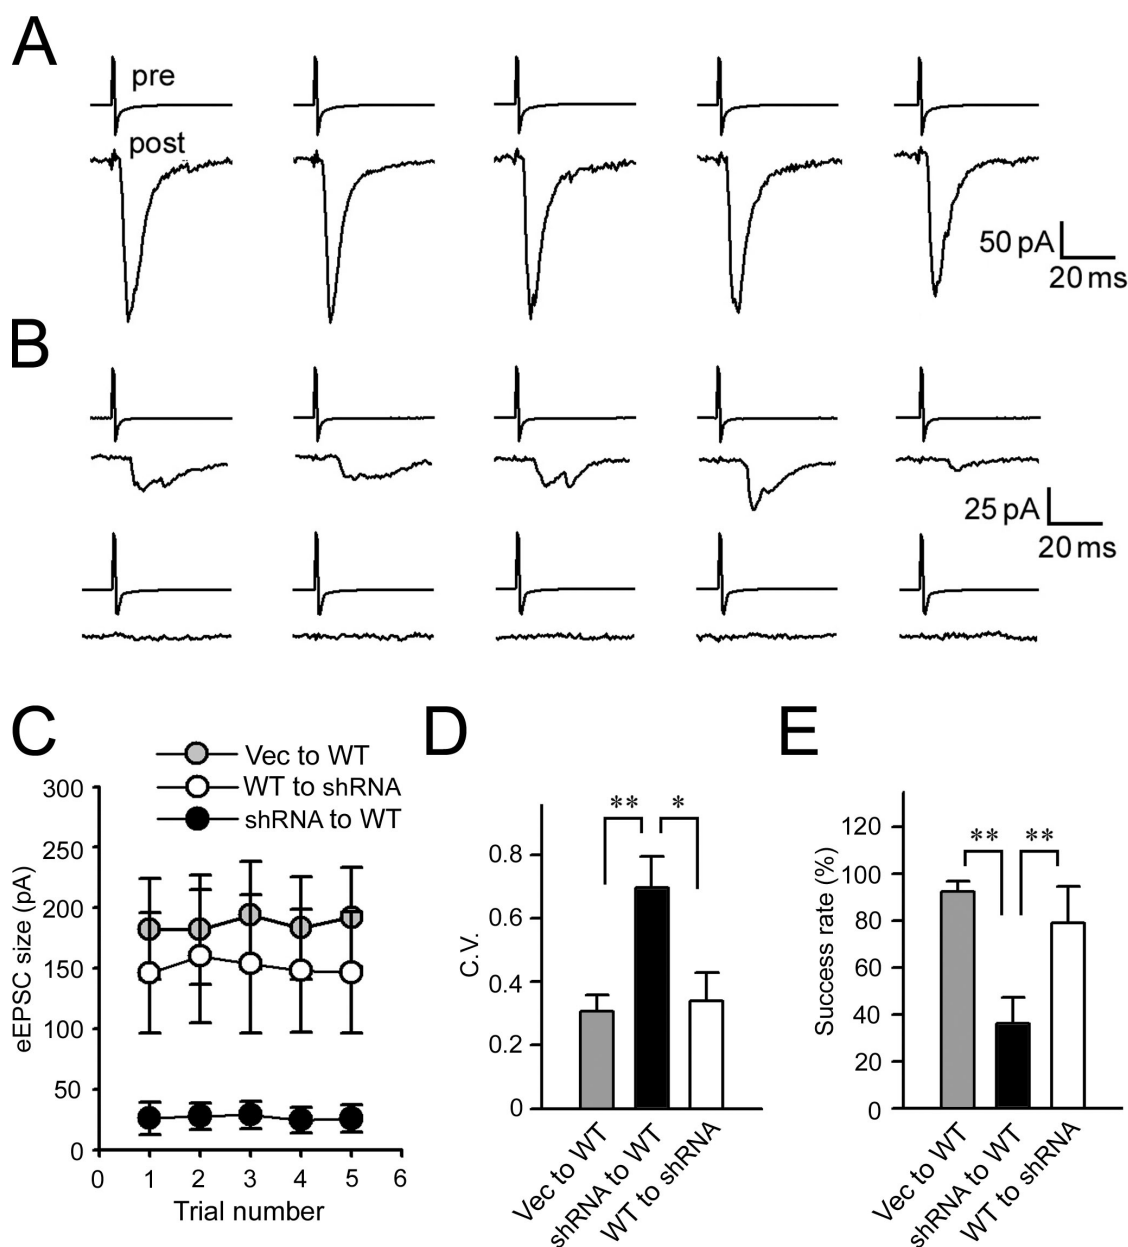 A
pre
post
50 pA
20 ms
B
25 pA
20 ms
C
Vec to WT
WT to shRNA
shRNA to WT
300
250
200
150
100
50
0
eEPSC size (pA)
0 1 2 3 4 5 6
Trial number
D
** *
0.8
0.6
0.4
0.2
0
C.V.
Vec to WT
shRNA to WT
WT to shRNA
E
** **
120
100
80
60
40
20
0
Success rate (%)
Vec to WT
shRNA to WT
WT to shRNA